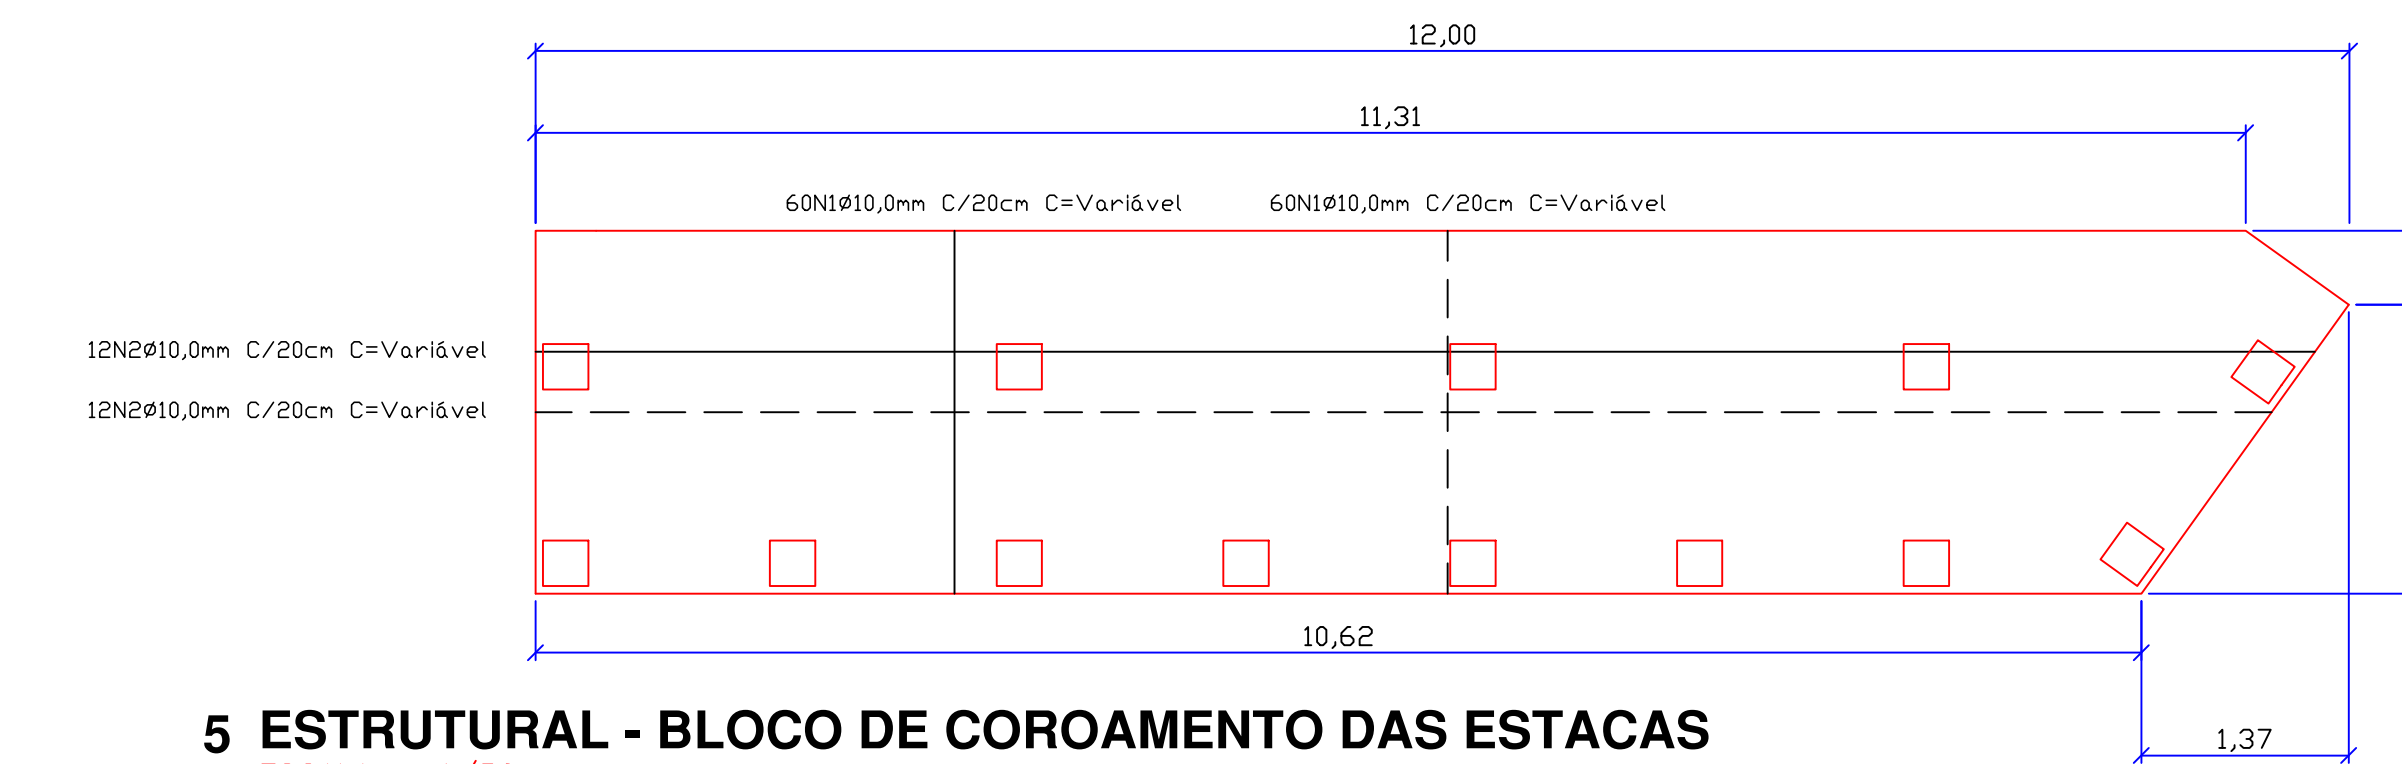 12,00
11,31
60N1Ø10,0mm C/20cm C=Variável
60N1Ø10,0mm C/20cm C=Variável
12N2Ø10,0mm C/20cm C=Variável
12N2Ø10,0mm C/20cm C=Variável
10,62
5 ESTRUTURAL - BLOCO DE COROAMENTO DAS ESTACAS
1,37